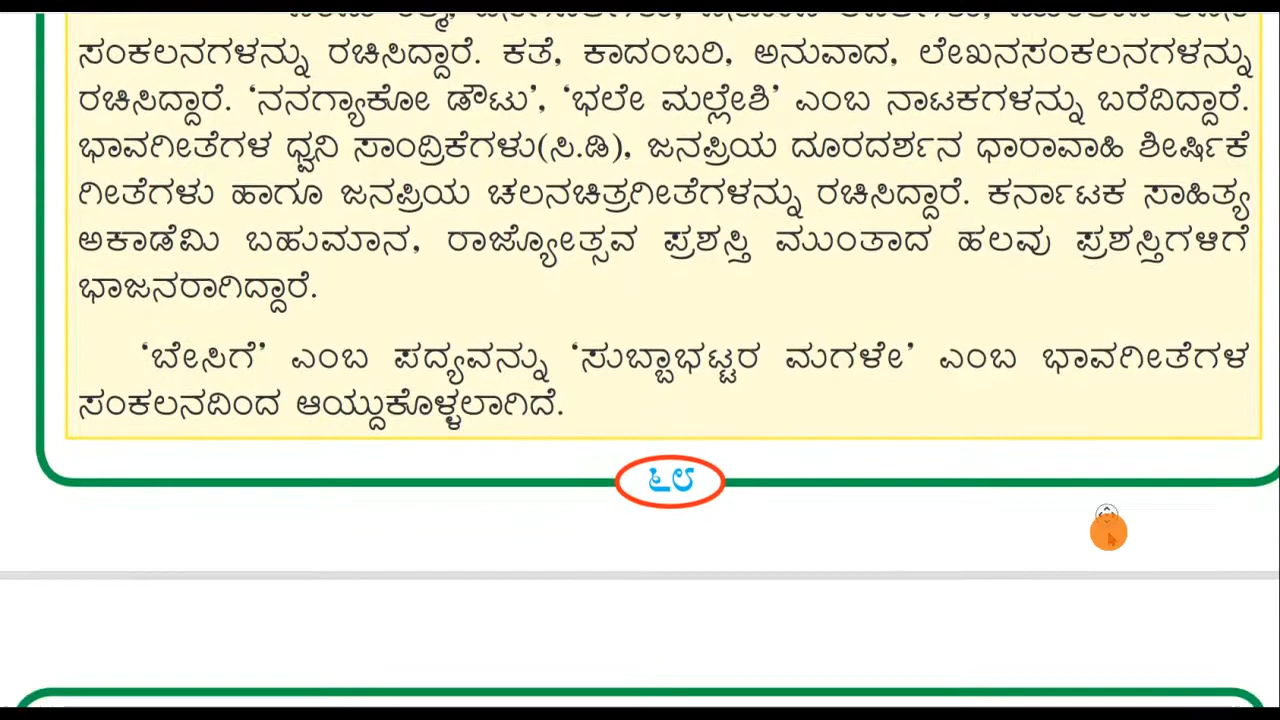 ಸಂಕಲನಗಳನ್ನು ರಚಿಸಿದ್ದಾರೆ. ಕತೆ, ಕಾದಂಬರಿ, ಅನುವಾದ, ಲೇಖನಸಂಕಲನಗಳನ್ನು
ರಚಿಸಿದ್ದಾರೆ. ‘ನನಗ್ಯಾಕೋ ಡೌಟು’, ‘ಭಲೇ ಮಲ್ಲೇಶಿ’ ಎಂಬ ನಾಟಕಗಳನ್ನು ಬರೆದಿದ್ದಾರೆ.
ಭಾವಗೀತೆಗಳ ಧ್ವನಿ ಸಾಂದ್ರಿಕೆಗಳು(ಸಿ.ಡಿ), ಜನಪ್ರಿಯ ದೂರದರ್ಶನ ಧಾರಾವಾಹಿ ಶೀರ್ಷಿಕೆ
ಗೀತೆಗಳು ಹಾಗೂ ಜನಪ್ರಿಯ ಚಲನಚಿತ್ರಗೀತೆಗಳನ್ನು ರಚಿಸಿದ್ದಾರೆ. ಕರ್ನಾಟಕ ಸಾಹಿತ್ಯ
ಅಕಾಡೆಮಿ ಬಹುಮಾನ, ರಾಜ್ಯೋತ್ಸವ ಪ್ರಶಸ್ತಿ ಮುಂತಾದ ಹಲವು ಪ್ರಶಸ್ತಿಗಳಿಗೆ
ಭಾಜನರಾಗಿದ್ದಾರೆ.
‘ಬೇಸಿಗೆ’ ಎಂಬ ಪದ್ಯವನ್ನು ‘ಸುಬ್ಬಾಭಟ್ಟರ ಮಗಳೇ’ ಎಂಬ ಭಾವಗೀತೆಗಳ
ಸಂಕಲನದಿಂದ ಆಯ್ದುಕೊಳ್ಳಲಾಗಿದೆ.
೬೮